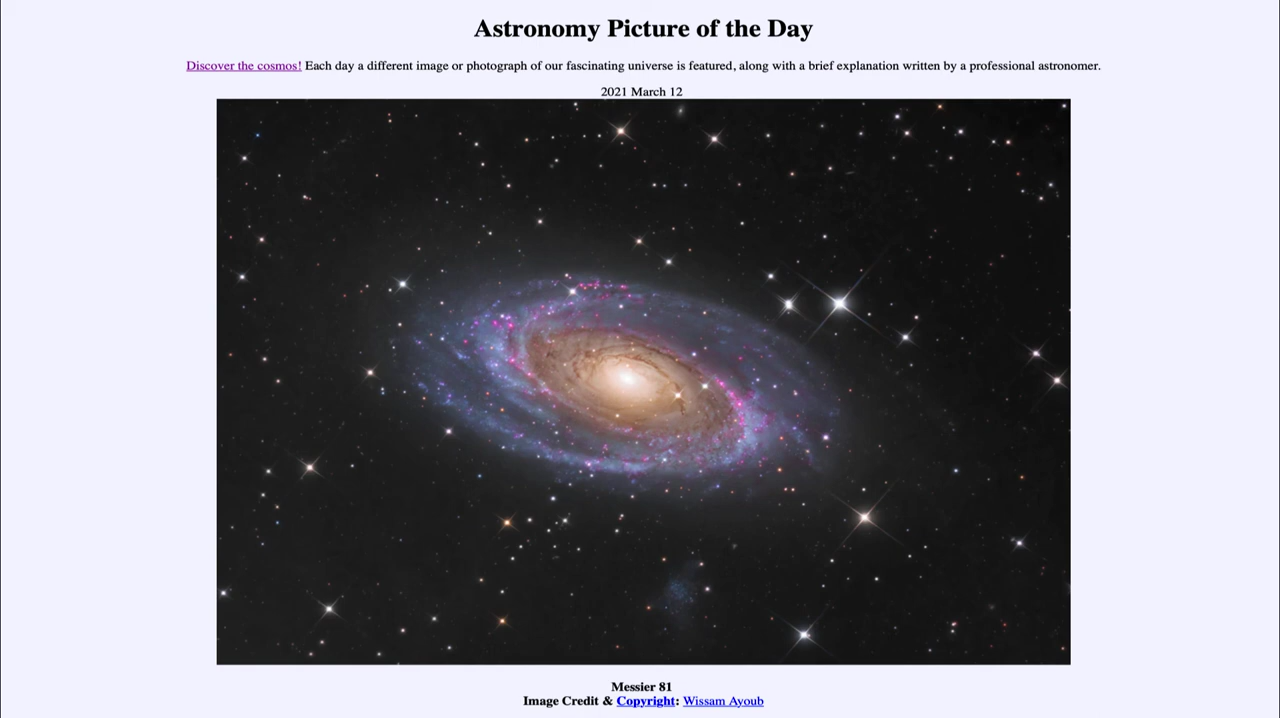 Astronomy Picture of the Day
Discover the cosmos! Each day a different image or photograph of our fascinating universe is featured, along with a brief explanation written by a professional astronomer.
2021 March 12
Messier 81
Image Credit & Copyright: Wissam Ayoub